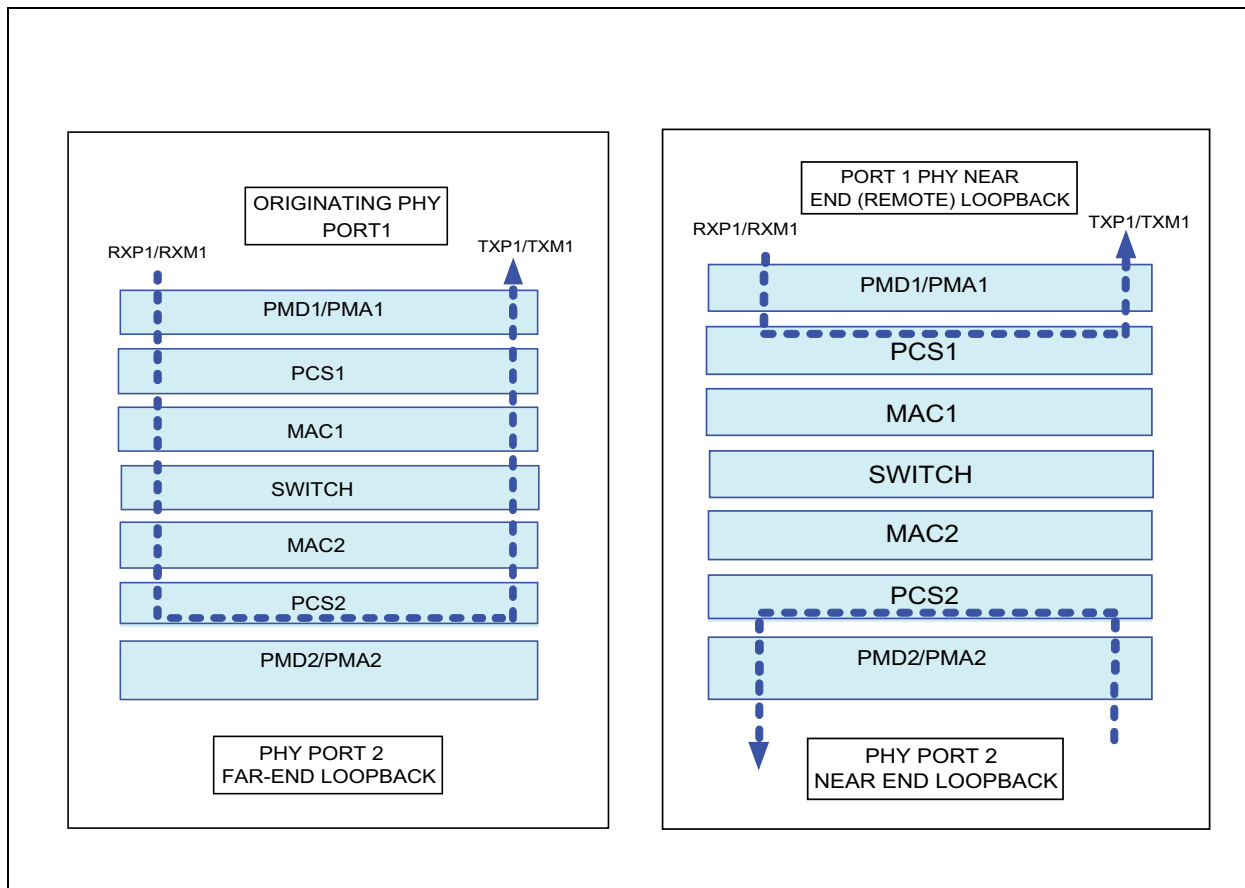 ORIGINATING PHY
PORT1
RXP1/RXM1
TXP1/TXM1
PMD1/PMA1
PCS1
MAC1
SWITCH
MAC2
PCS2
PMD2/PMA2
PHY PORT 2
FAR-END LOOPBACK
PORT 1 PHY NEAR
END (REMOTE) LOOPBACK
RXP1/RXM1
TXP1/TXM1
PMD1/PMA1
PCS1
MAC1
SWITCH
MAC2
PCS2
PMD2/PMA2
PHY PORT 2
NEAR END LOOPBACK